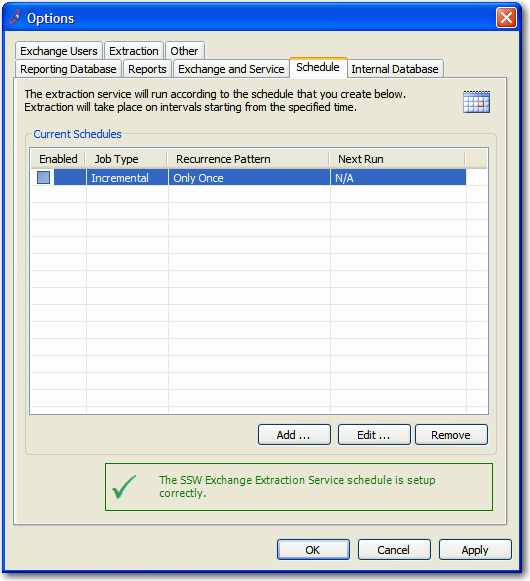 Options
Exchange Users Extraction Other
Reporting Database Reports Exchange and Service Schedule Internal Database
The extraction service will run according to the schedule that you create below.
Extraction will take place on intervals starting from the specified time.
Current Schedules
Enabled Job Type Recurrence Pattern Next Run
Incremental Only Once N/A
Add ... Edit ... Remove
The SSW Exchange Extraction Service schedule is setup
correctly.
OK Cancel Apply